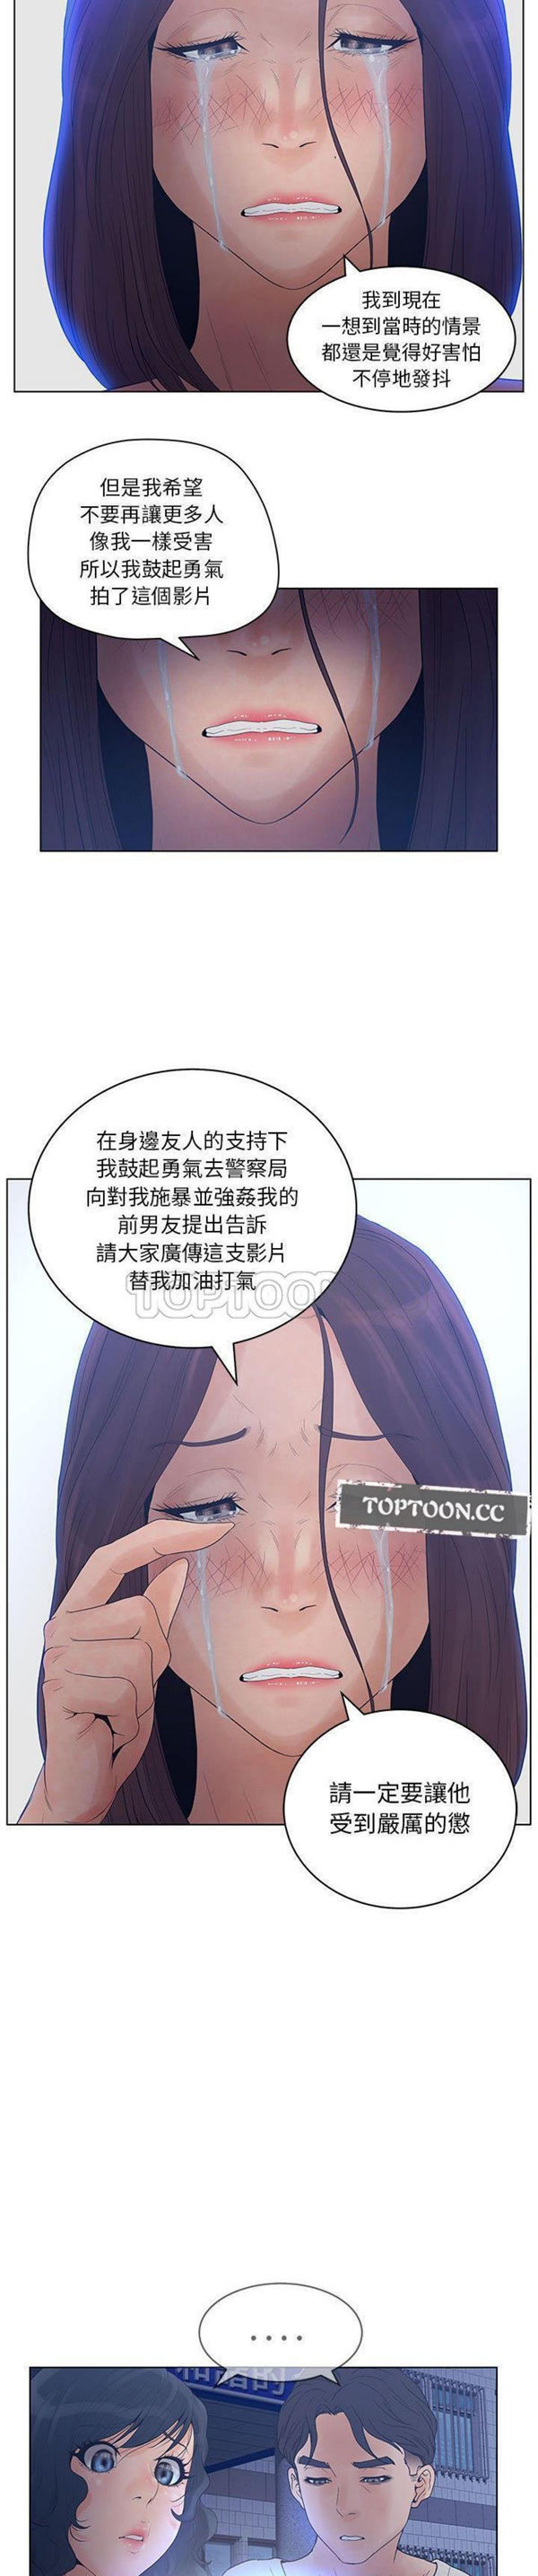 我到現在
一想到當時的情景
都還是覺得好害怕
不停地發抖
但是我希望
不要再讓更多人
像我一樣受害
所以我鼓起勇氣
拍了這個影片
在身邊友人的支持下
我鼓起勇氣去警察局
向對我施暴並強姦我的
前男友提出告訴
請大家廣傳這支影片
替我加油打氣
TOPTOON
TOPTOON.CC
請一定要讓他
受到嚴厲的懲
....